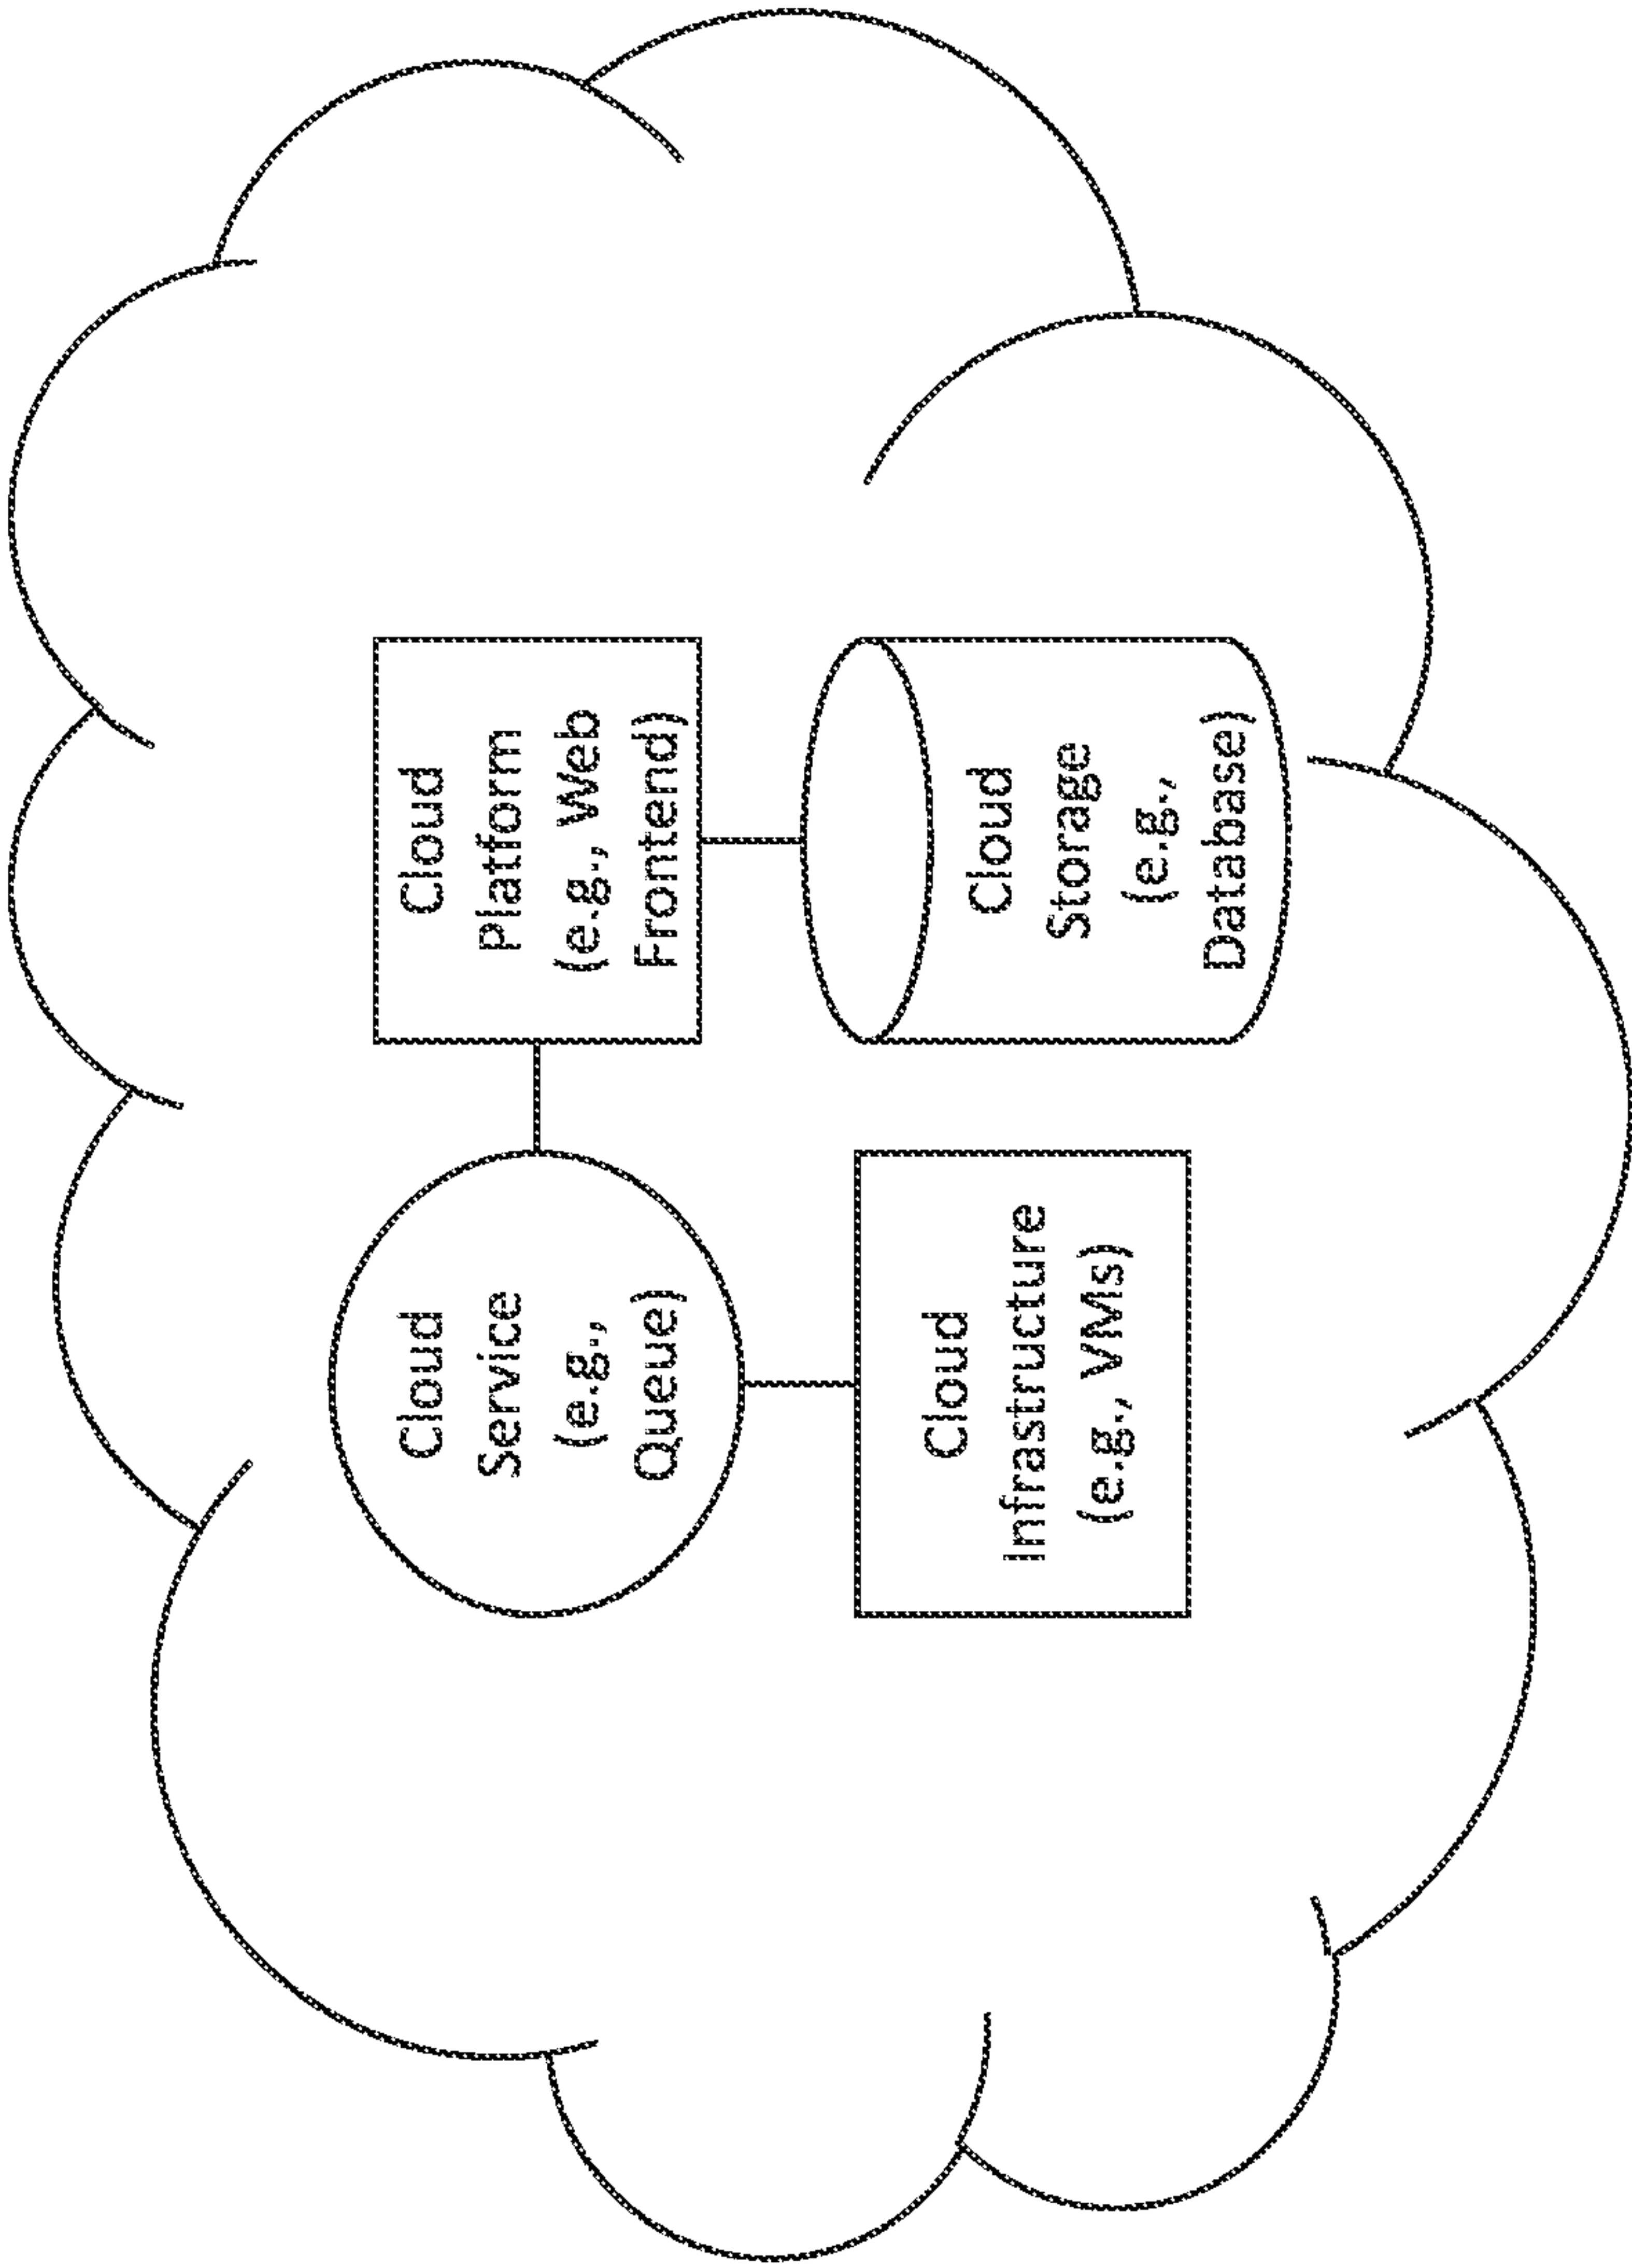 Cloud
Service
(e.g.,
Queue)
Cloud
Platform
(e.g., Web
Frontend)
Cloud
Infrastructure
(e.g., VMs)
Cloud
Storage
(e.g.,
Database)